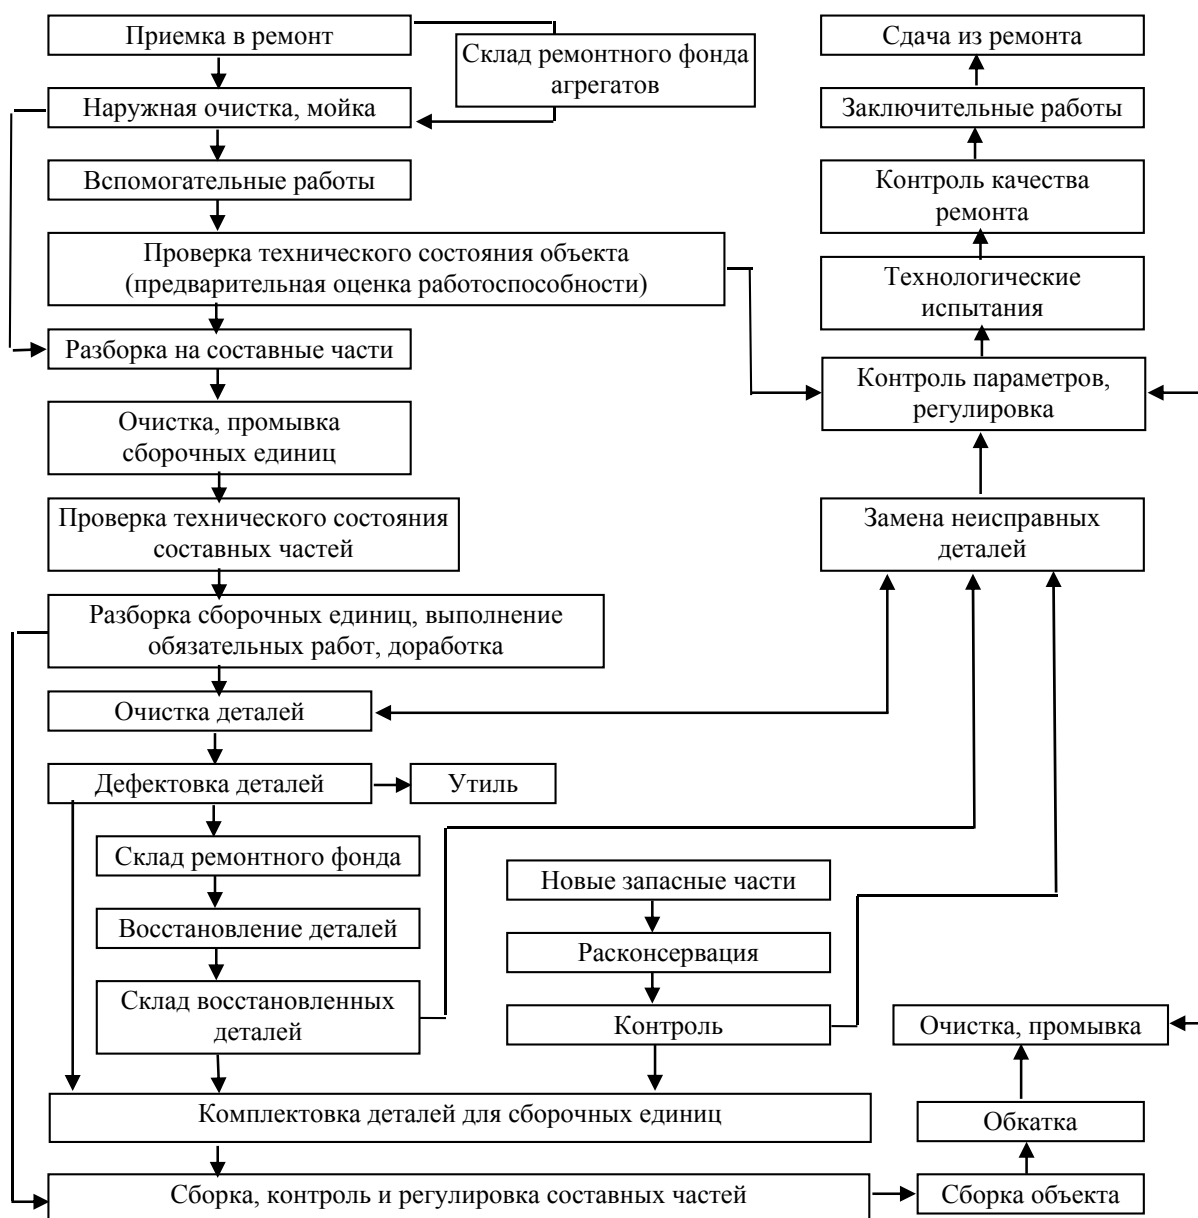 Приемка в ремонт
Склад ремонтного фонда
агрегатов
Наружная очистка, мойка
Вспомогательные работы
Проверка технического состояния объекта
(предварительная оценка работоспособности)
Разборка на составные части
Очистка, промывка
сборочных единиц
Проверка технического состояния
составных частей
Разборка сборочных единиц, выполнение
обязательных работ, доработка
Очистка деталей
Дефектовка деталей
Утиль
Склад ремонтного фонда
Восстановление деталей
Склад восстановленных
деталей
Новые запасные части
Расконсервация
Контроль
Комплектовка деталей для сборочных единиц
Сборка, контроль и регулировка составных частей
Сдача из ремонта
Заключительные работы
Контроль качества
ремонта
Технологические
испытания
Контроль параметров,
регулировка
Замена неисправных
деталей
Очистка, промывка
Обкатка
Сборка объекта